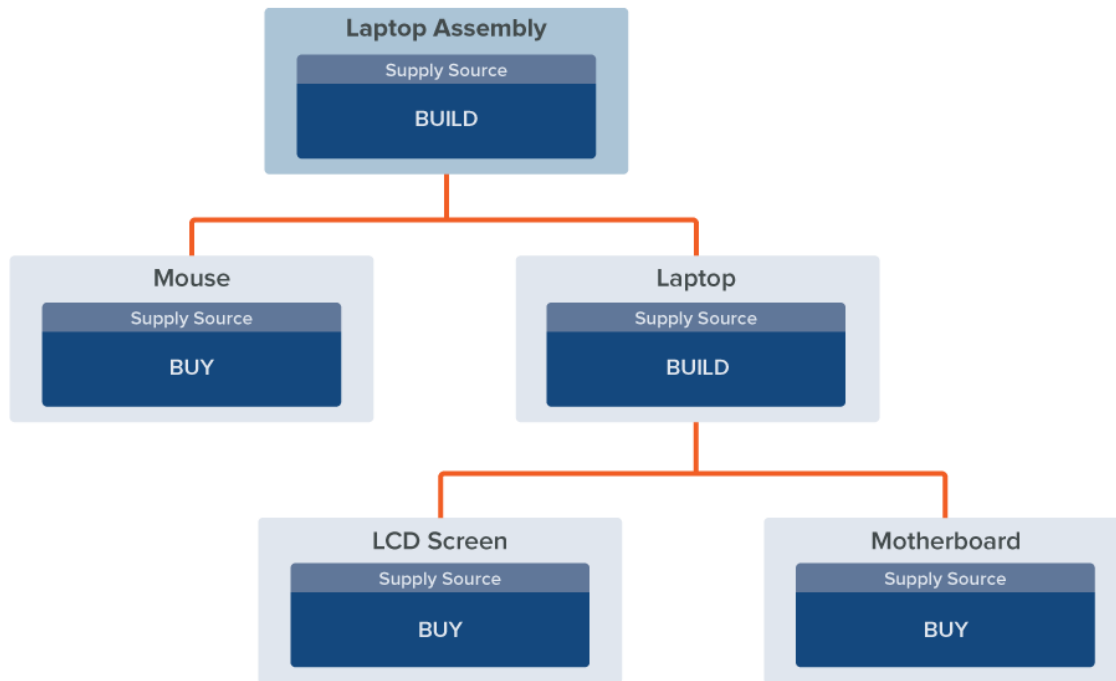 Laptop Assembly
Supply Source
BUILD
Mouse
Supply Source
BUY
Laptop
Supply Source
BUILD
LCD Screen
Supply Source
BUY
Motherboard
Supply Source
BUY